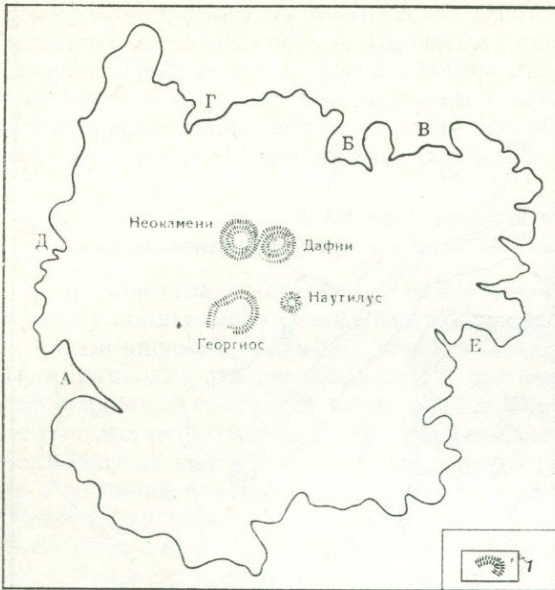 Г
Б
В
Неокамени
Д
Дафни
Наутилус
Георгиос
Е
А
1